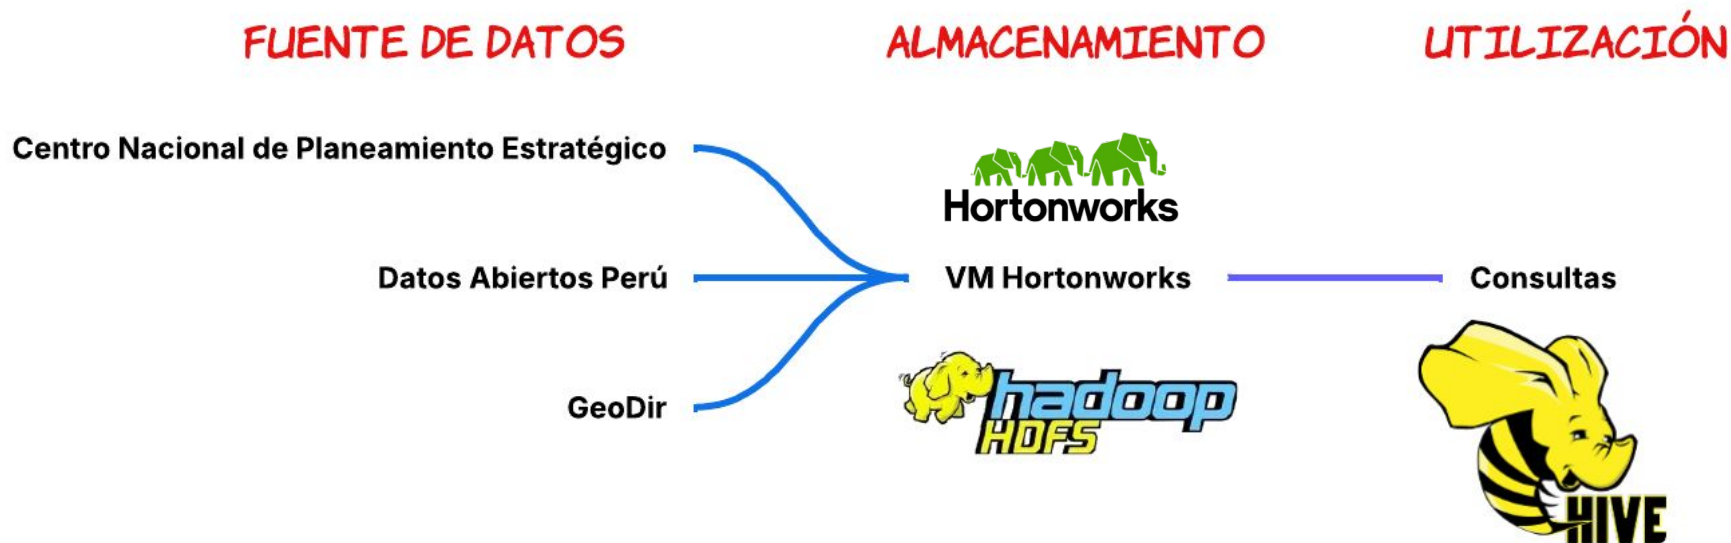 FUENTE DE DATOS
ALMACENAMIENTO
UTILIZACIÓN
Centro Nacional de Planeamiento Estratégico
Datos Abiertos Perú
GeoDir
Hortonworks
VM Hortonworks
hadoop
HDFS
Consultas
HIVE